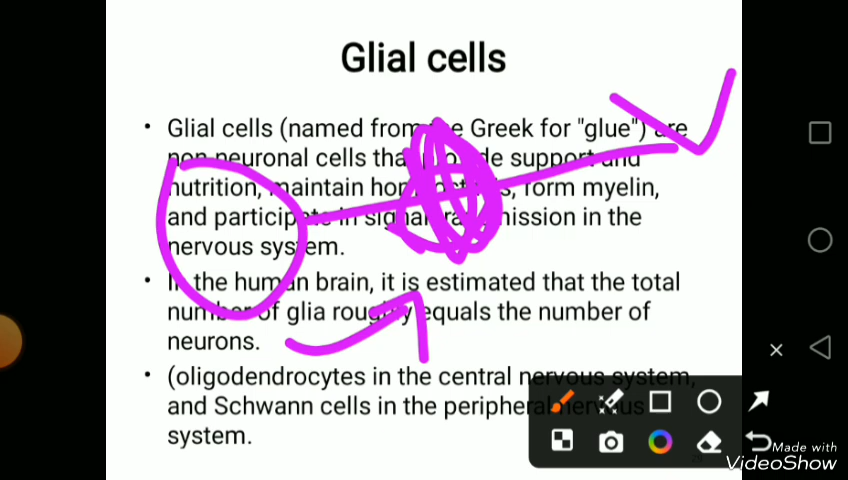 Glial cells
• Glial cells (named from the Greek for "glue") are
non neuronal cells that provide support and
nutrition, maintain homeostasis, form myelin,
and participate in signal transmission in the
nervous system.
• In the human brain, it is estimated that the total
number of glia roughly equals the number of
neurons.
• (oligodendrocytes in the central nervous system,
and Schwann cells in the peripheral nervous
system.
Made with
VideoShow